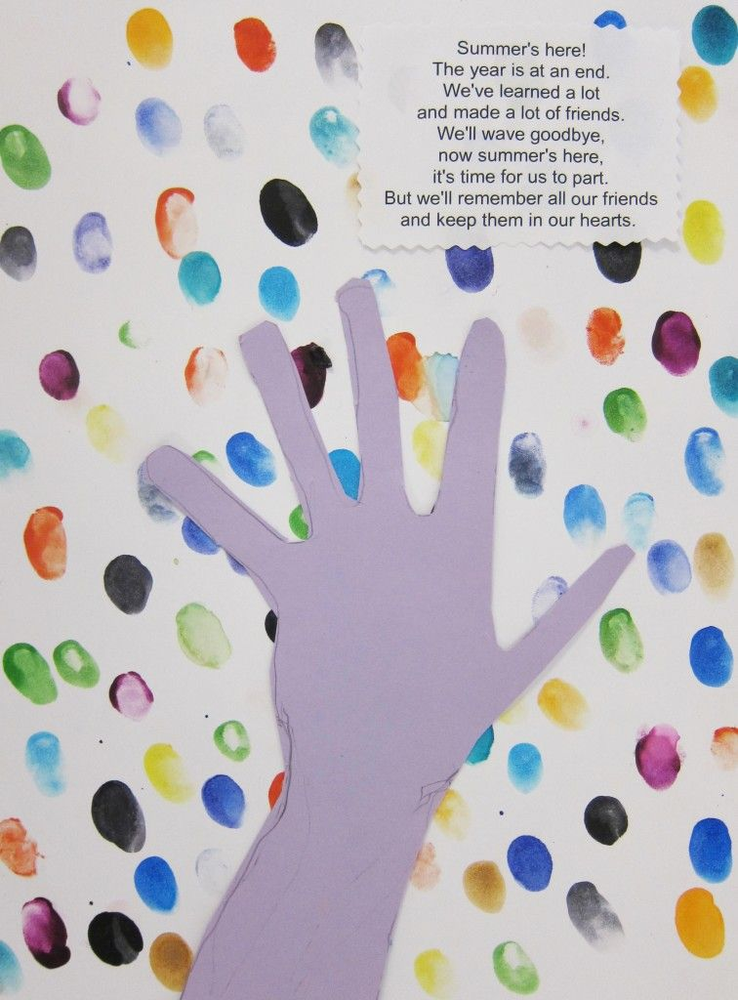 Summer's here!
The year is at an end.
We've learned a lot
and made a lot of friends.
We'll wave goodbye,
now summer's here,
it's time for us to part.
But we'll remember all our friends
and keep them in our hearts.